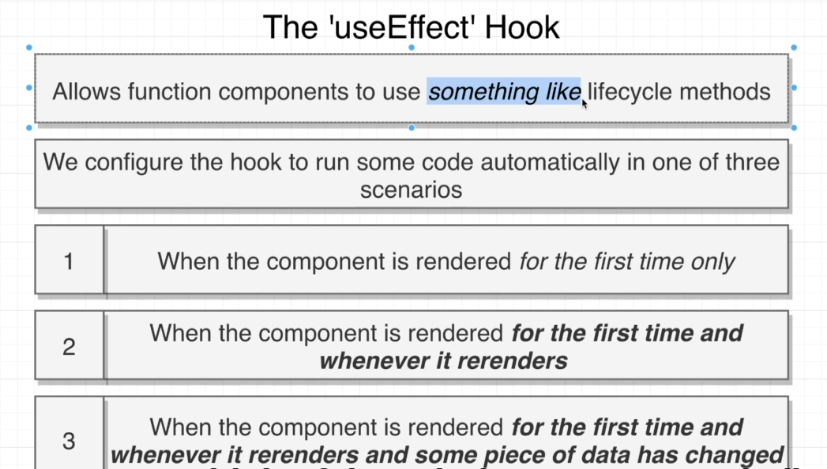 The 'useEffect' Hook
Allows function components to use something like lifecycle methods
We configure the hook to run some code automatically in one of three
scenarios
1
When the component is rendered for the first time only
2
When the component is rendered for the first time and
whenever it rerenders
3
When the component is rendered for the first time and
whenever it rerenders and some piece of data has changed